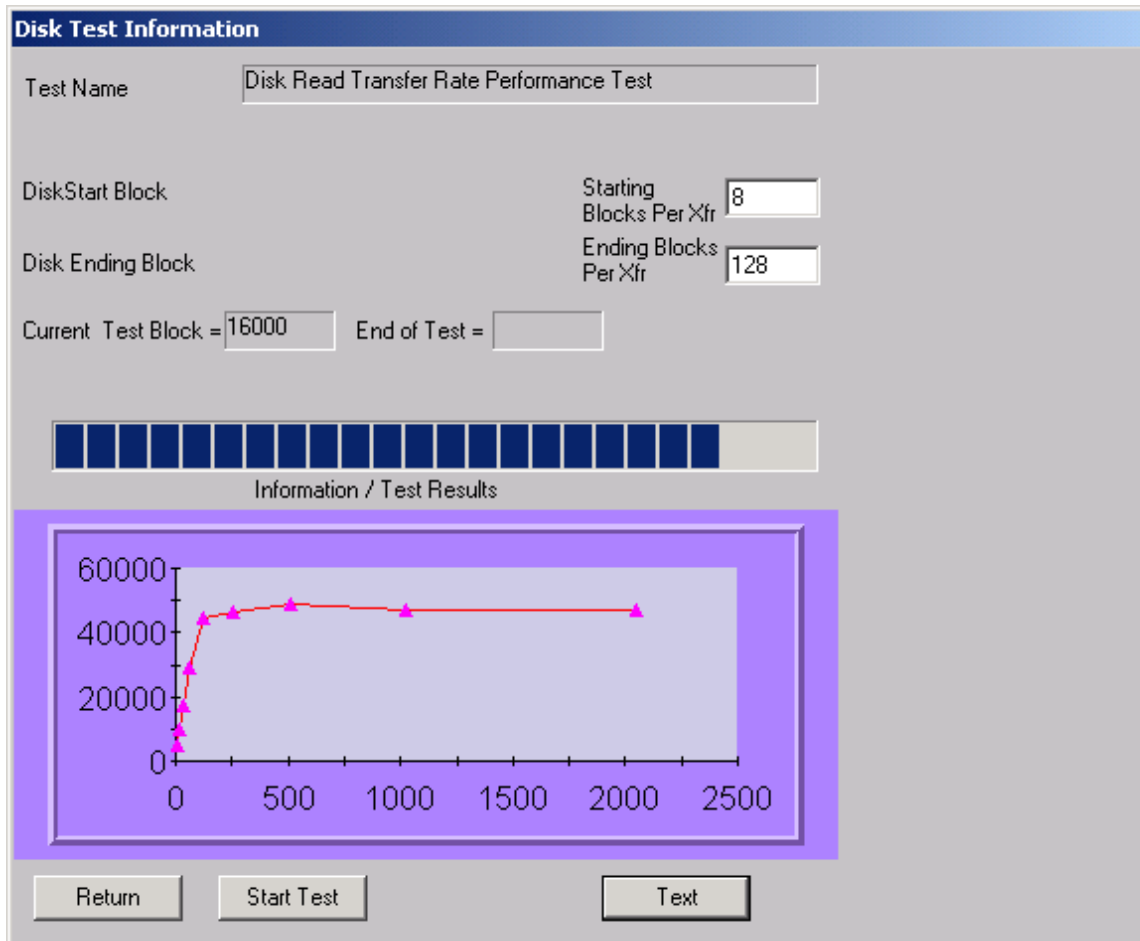 Disk Test Information
Test Name
Disk Read Transfer Rate Performance Test
DiskStart Block
Starting
Blocks Per Xfr
8
Disk Ending Block
Ending Blocks
Per Xfr
128
Current Test Block = 16000 End of Test =
Information / Test Results
60000
40000
20000
0
0 500 1000 1500 2000 2500
Return Start Test Text